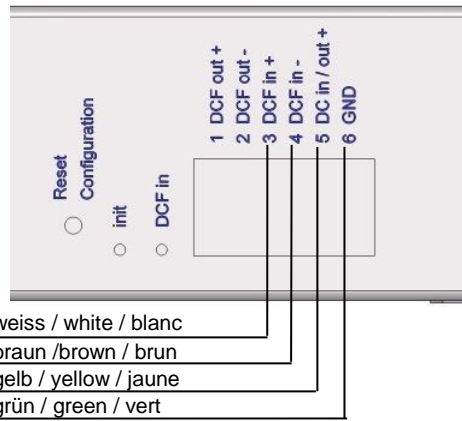 1 DCF out +
2 DCF out -
3 DCF in +
4 DCF in -
5 DC in / out +
6 GND
Reset
Configuration
init
DCF in
weiss / white / blanc
braun /brown / brun
gelb / yellow / jaune
grün / green / vert